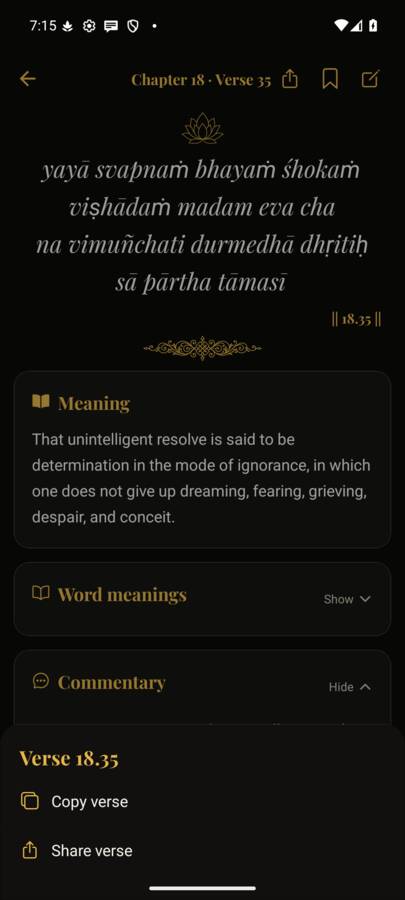 7:15
Chapter 18 · Verse 35
yayā svapnaṁ bhayaṁ śhokaṁ
viṣhādaṁ madam eva cha
na vimuñchati durmedhā dhṛitiḥ
sā pārtha tāmasī
|| 18.35 ||
Meaning
That unintelligent resolve is said to be
determination in the mode of ignorance, in which
one does not give up dreaming, fearing, grieving,
despair, and conceit.
Word meanings
Show
Commentary
Hide
Verse 18.35
Copy verse
Share verse